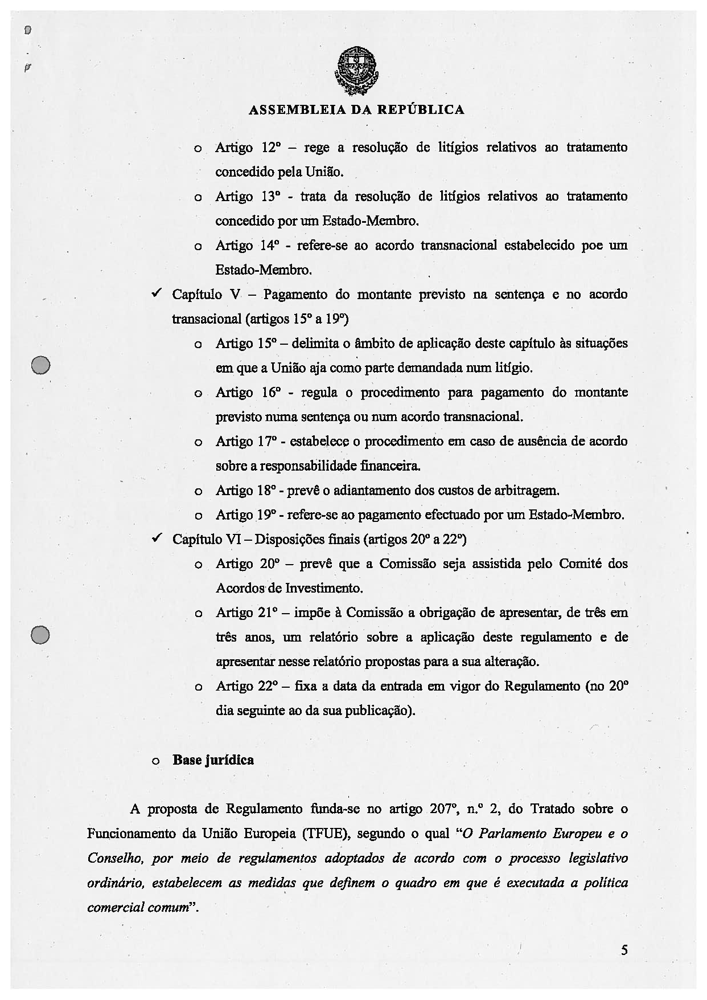 ASSEMBLEIA DA REPÚBLICA
o Artigo 12º – rege a resolução de litígios relativos ao tratamento
concedido pela União.
o Artigo 13º - trata da resolução de litígios relativos ao tratamento
concedido por um Estado-Membro.
o Artigo 14º - refere-se ao acordo transnacional estabelecido poe um
Estado-Membro.
✓ Capítulo V – Pagamento do montante previsto na sentença e no acordo
transacional (artigos 15º a 19º)
o Artigo 15º – delimita o âmbito de aplicação deste capítulo às situações
em que a União aja como parte demandada num litígio.
o Artigo 16º - regula o procedimento para pagamento do montante
previsto numa sentença ou num acordo transnacional.
o Artigo 17º - estabelece o procedimento em caso de ausência de acordo
sobre a responsabilidade financeira.
o Artigo 18º - prevê o adiantamento dos custos de arbitragem.
o Artigo 19º - refere-se ao pagamento efectuado por um Estado-Membro.
✓ Capítulo VI – Disposições finais (artigos 20º a 22º)
o Artigo 20º – prevê que a Comissão seja assistida pelo Comité dos
Acordos de Investimento.
o Artigo 21º – impõe à Comissão a obrigação de apresentar, de três em
três anos, um relatório sobre a aplicação deste regulamento e de
apresentar nesse relatório propostas para a sua alteração.
o Artigo 22º – fixa a data da entrada em vigor do Regulamento (no 20º
dia seguinte ao da sua publicação).
o Base jurídica
A proposta de Regulamento funda-se no artigo 207º, n.º 2, do Tratado sobre o
Funcionamento da União Europeia (TFUE), segundo o qual “O Parlamento Europeu e o
Conselho, por meio de regulamentos adoptados de acordo com o processo legislativo
ordinário, estabelecem as medidas que definem o quadro em que é executada a política
comercial comum”.
5